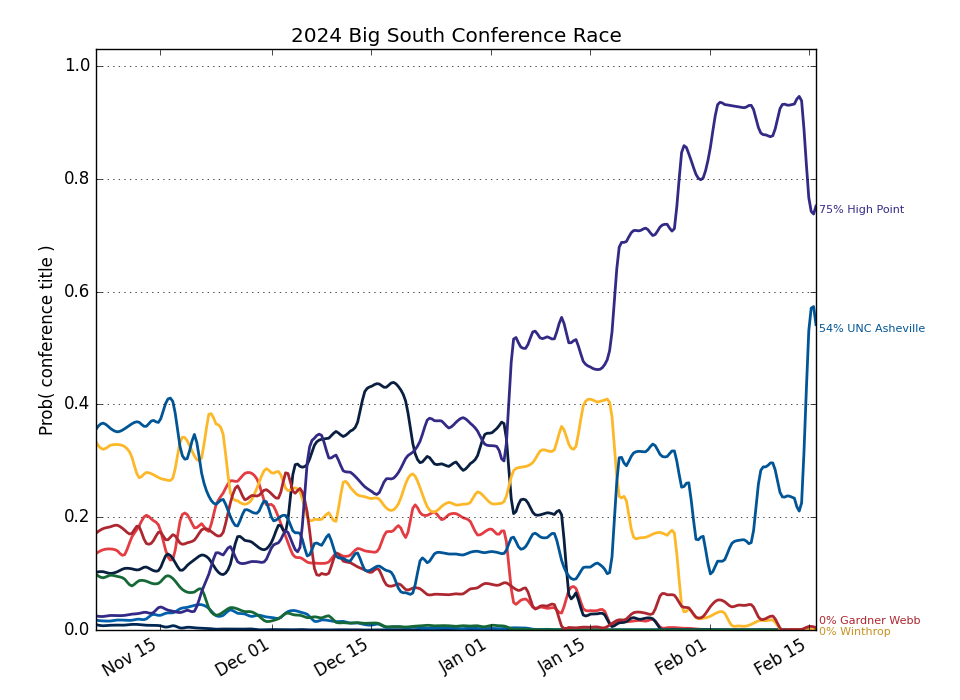 2024 Big South Conference Race
1.0
0.8
0.6
0.4
0.2
0.0
Prob( conference title )
75% High Point
54% UNC Asheville
0% Gardner Webb
0% Winthrop
Nov 15
Dec 01
Dec 15
Jan 01
Jan 15
Feb 01
Feb 15